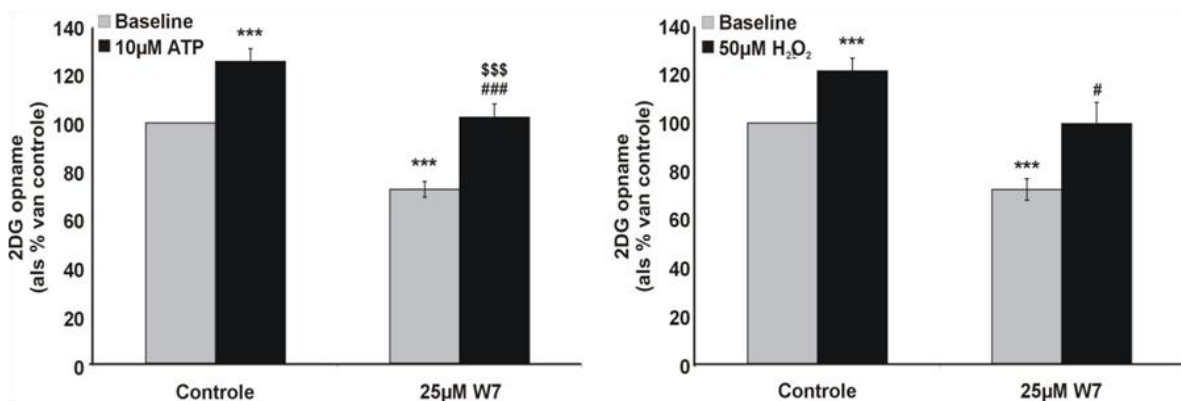 2DG opname
(als % van controle)
140
120
100
80
60
40
20
0
Baseline
10µM ATP
***
***
$$$
###
Controle
25µM W7
2DG opname
(als % van controle)
140
120
100
80
60
40
20
0
Baseline
50µM H₂O₂
***
***
#
Controle
25µM W7